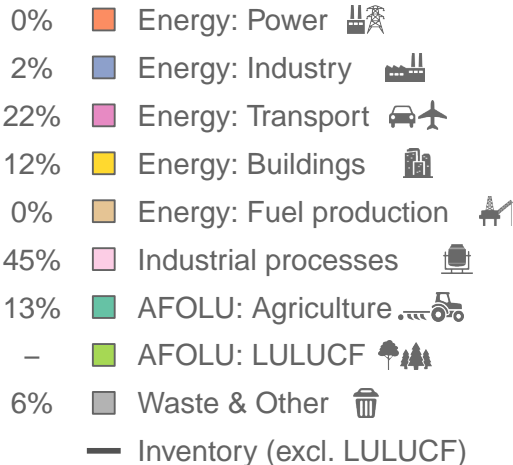 0% Energy: Power
2% Energy: Industry
22% Energy: Transport
12% Energy: Buildings
0% Energy: Fuel production
45% Industrial processes
13% AFOLU: Agriculture
– AFOLU: LULUCF
6% Waste & Other
Inventory (excl. LULUCF)